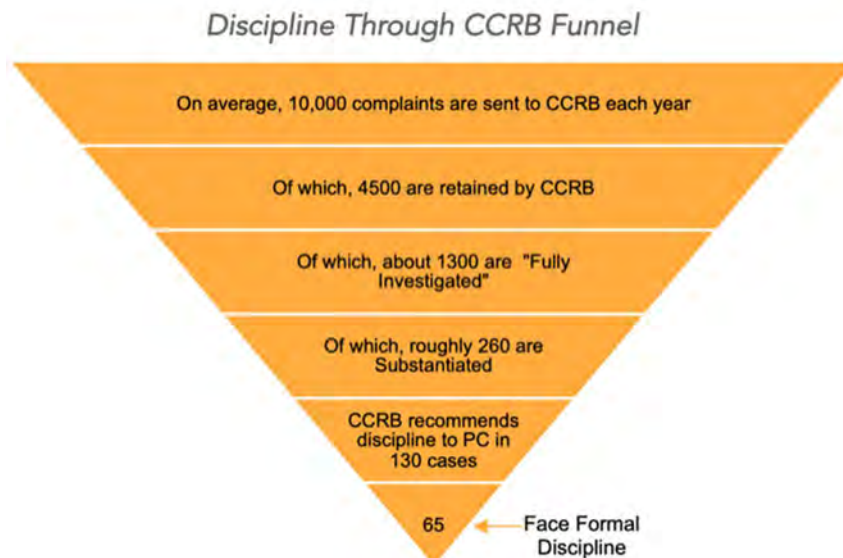 Discipline Through CCRB Funnel
On average, 10,000 complaints are sent to CCRB each year
Of which, 4500 are retained by CCRB
Of which, about 1300 are "Fully
Investigated"
Of which, roughly 260 are
Substantiated
CCRB recommends
discipline to PC in
130 cases
65
Face Formal
Discipline